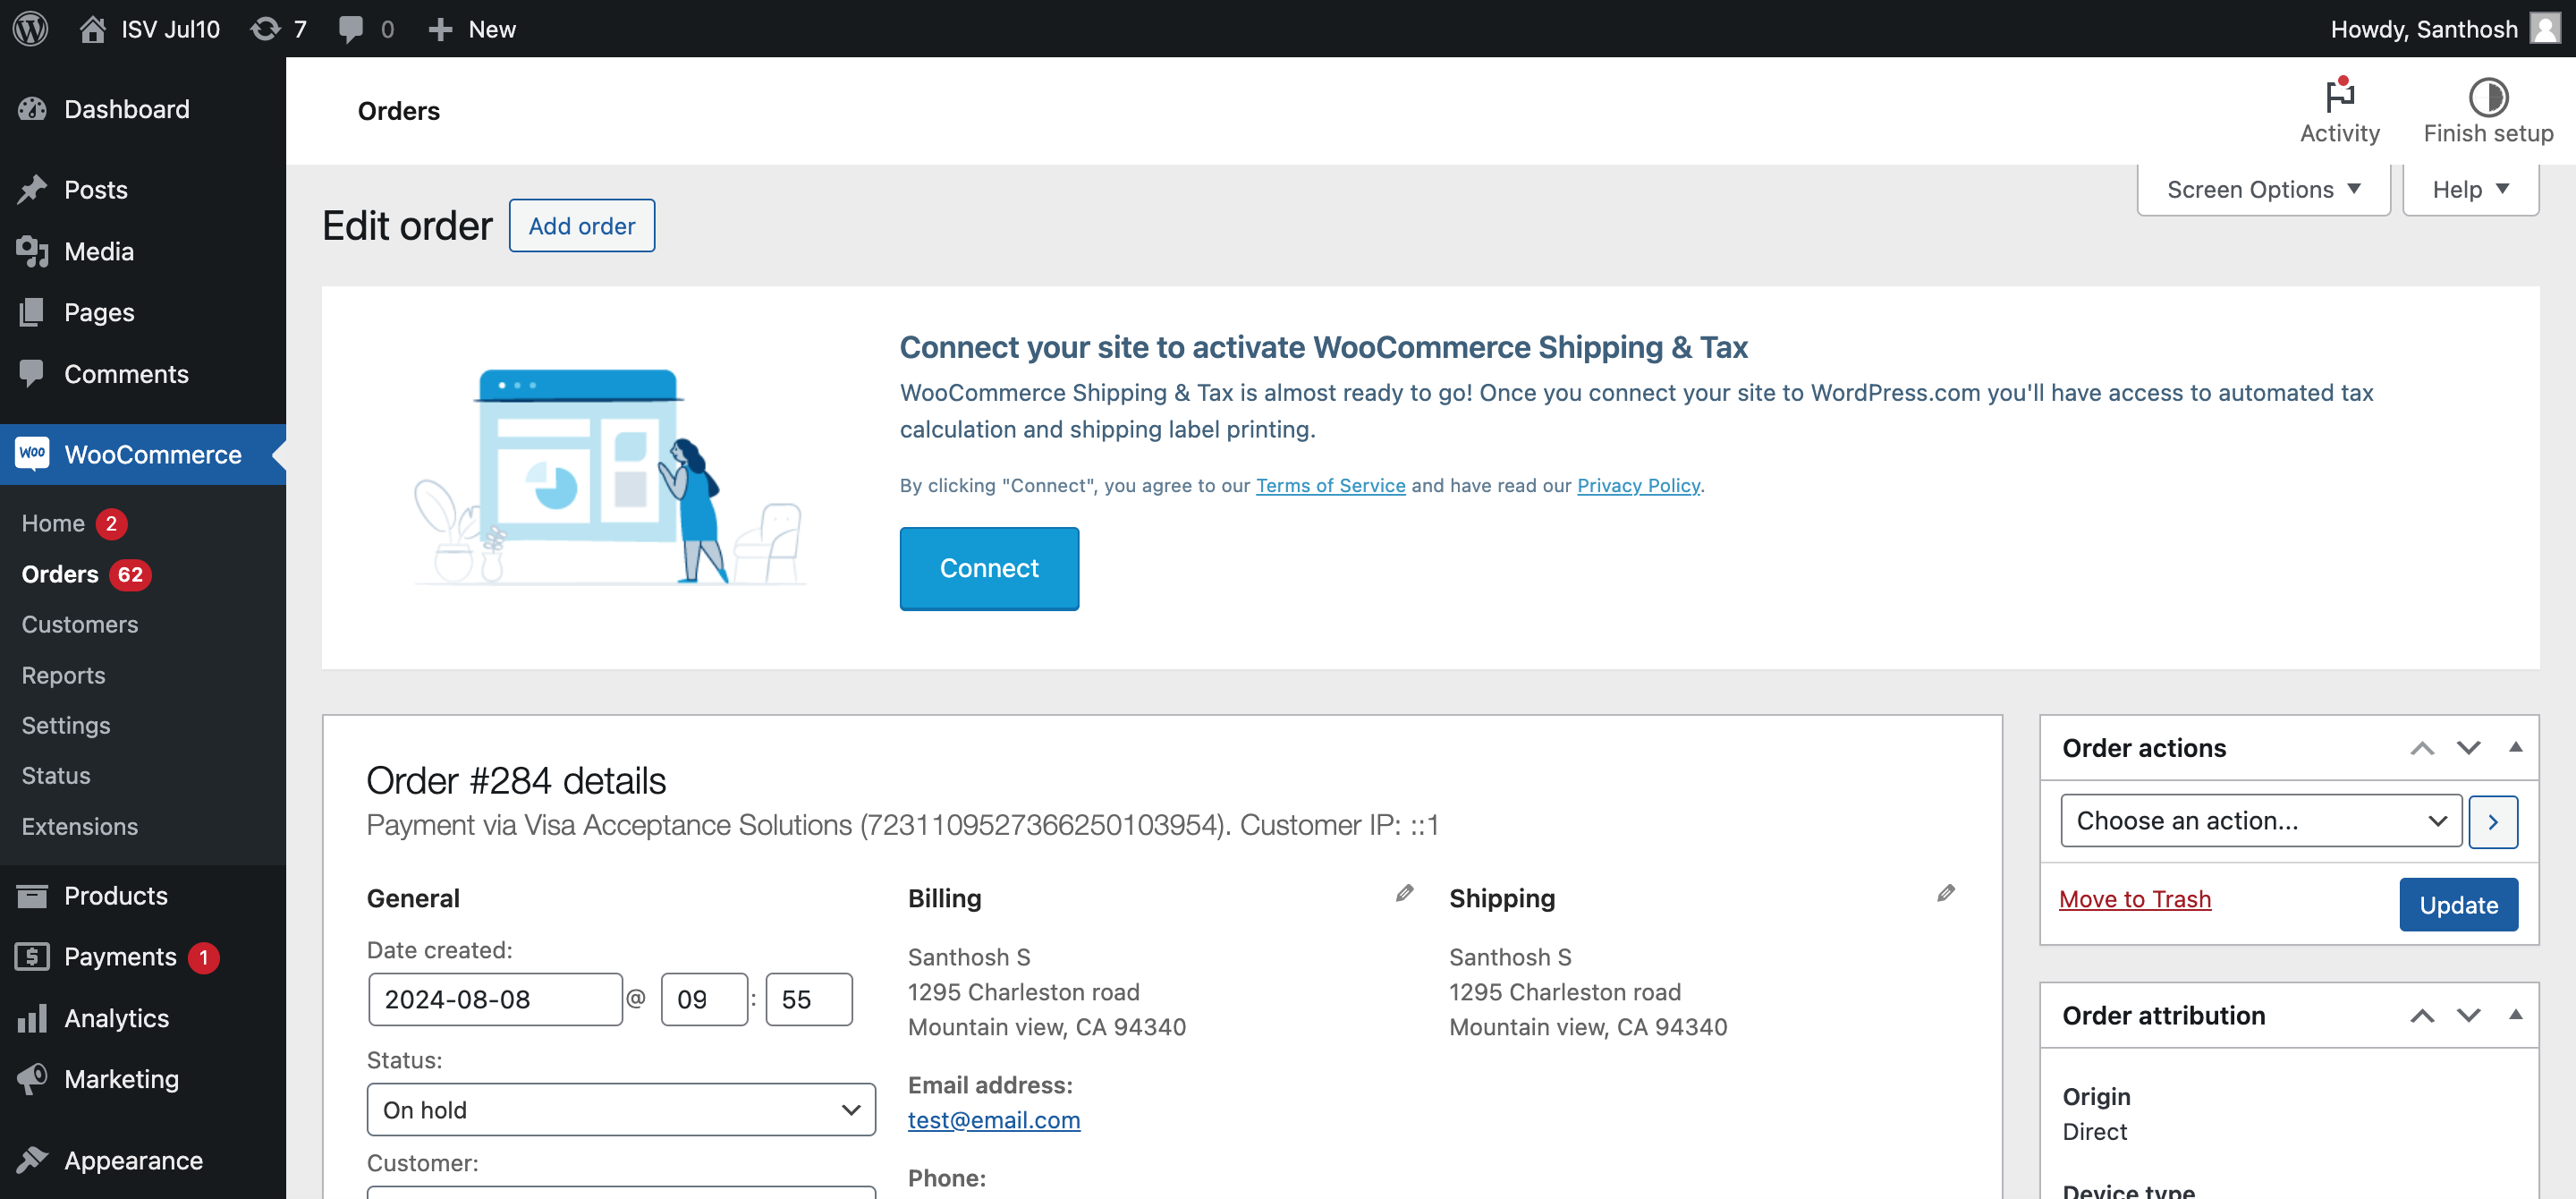 ISV Jul10 7 0 New Howdy, Santhosh
Dashboard
Posts
Media
Pages
Comments
Woo WooCommerce
Home 2
Orders 62
Customers
Reports
Settings
Status
Extensions
Products
Payments 1
Analytics
Marketing
Appearance
Orders
Activity
Finish setup
Screen Options
Help
Edit order Add order
Connect your site to activate WooCommerce Shipping & Tax
WooCommerce Shipping & Tax is almost ready to go! Once you connect your site to WordPress.com you'll have access to automated tax
calculation and shipping label printing.
By clicking "Connect", you agree to our Terms of Service and have read our Privacy Policy.
Connect
Order #284 details
Payment via Visa Acceptance Solutions (7231109527366250103954). Customer IP: ::1
General
Date created:
2024-08-08 @ 09 : 55
Status:
On hold
Customer:
Billing
Santhosh S
1295 Charleston road
Mountain view, CA 94340
Email address:
test@email.com
Phone:
Shipping
Santhosh S
1295 Charleston road
Mountain view, CA 94340
Order actions
Choose an action...
Move to Trash Update
Order attribution
Origin
Direct
Device type